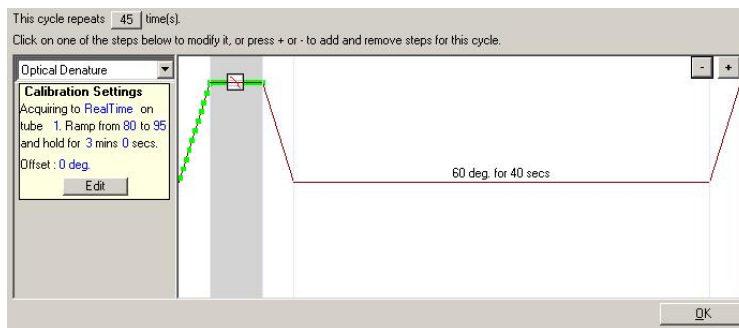 This cycle repeats 45 time(s).
Click on one of the steps below to modify it, or press + or - to add and remove steps for this cycle.
Optical Denature
- +
Calibration Settings
Acquiring to RealTime on
tube 1. Ramp from 80 to 95
and hold for 3 mins 0 secs.
Offset : 0 deg.
Edit
60 deg. for 40 secs
OK